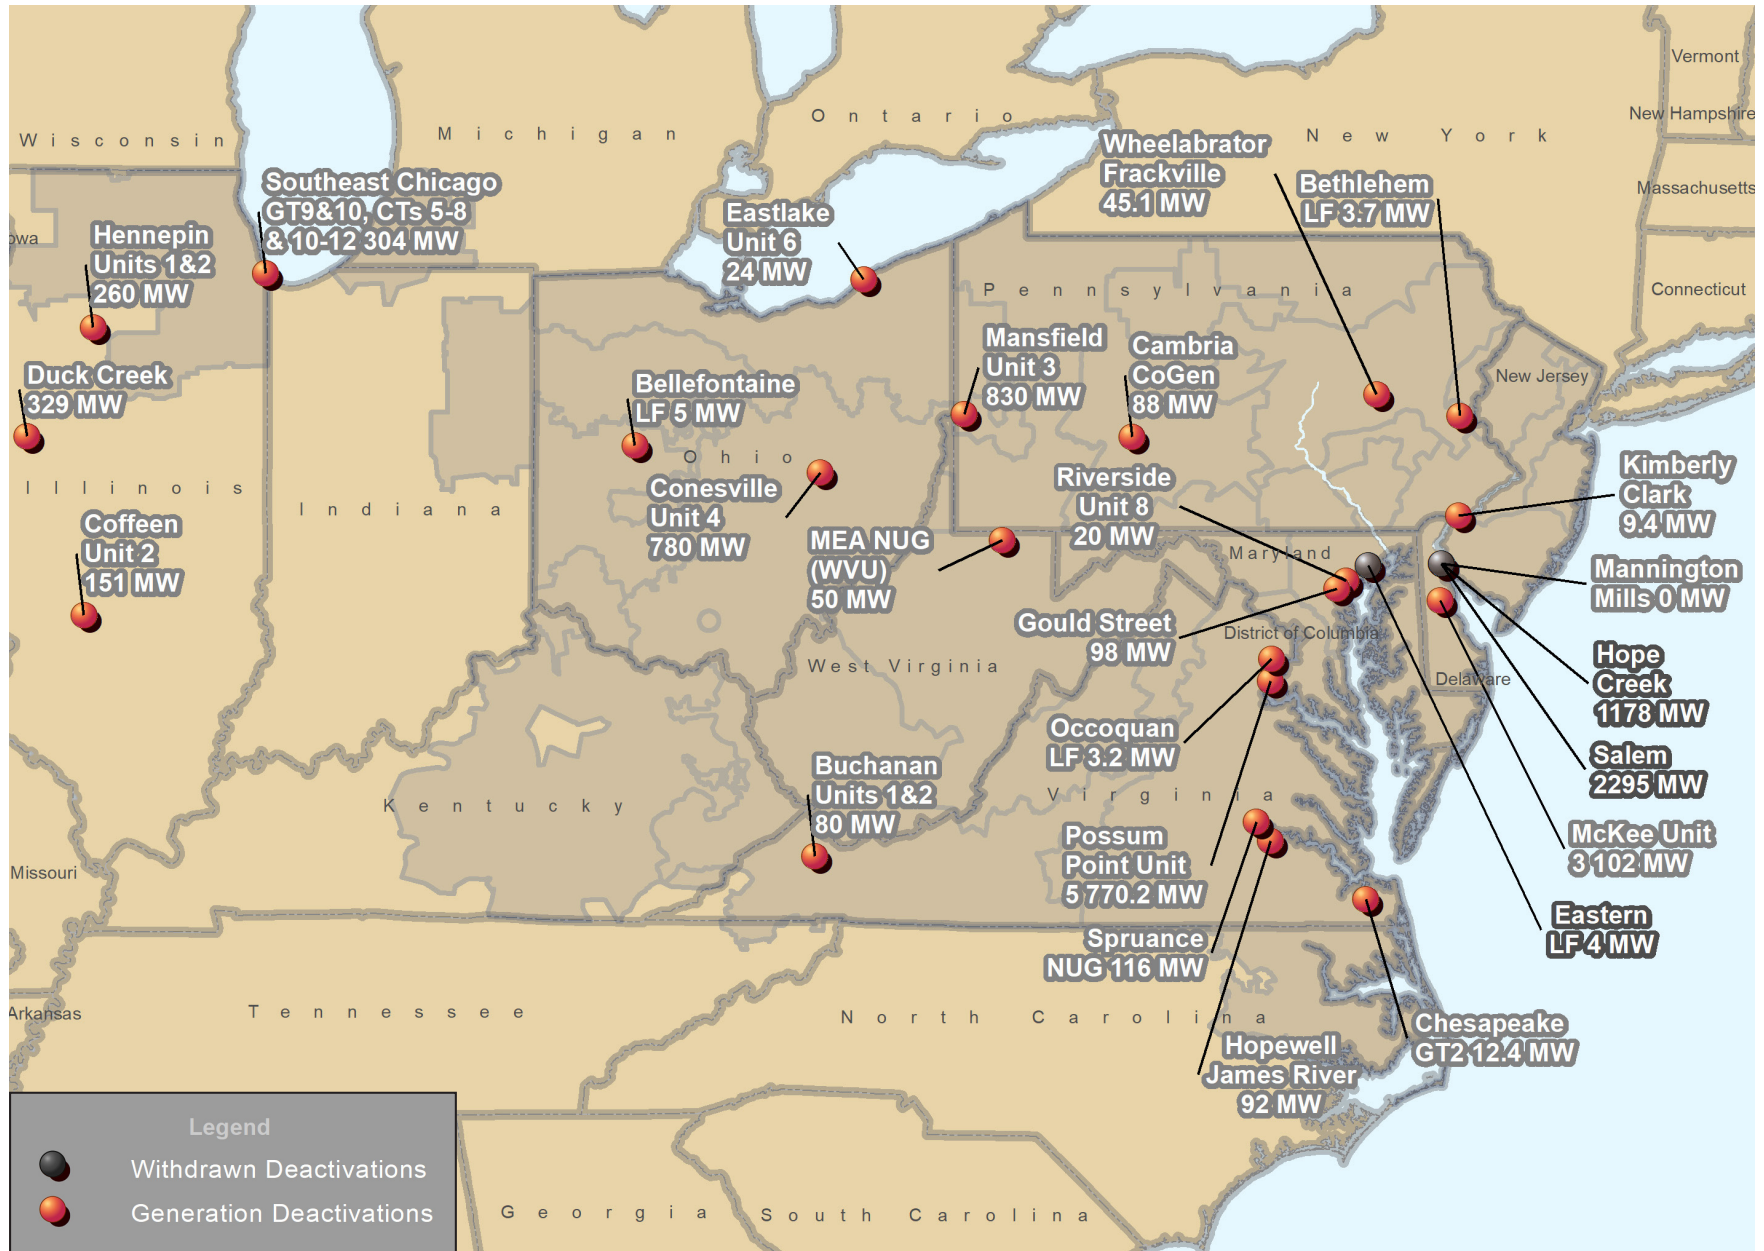 Vermont
New Hampshire
Massachusetts
Connecticut
Wisconsin
Michigan
Ontario
New York
Wheelabrator
Frackville
45.1 MW
Bethlehem
LF 3.7 MW
Southeast Chicago
GT9&10, CTs 5-8
& 10-12 304 MW
Eastlake
Unit 6
24 MW
owa
Hennepin
Units 1&2
260 MW
Pennsylvania
Mansfield
Unit 3
830 MW
Cambria
CoGen
88 MW
New Jersey
Duck Creek
329 MW
Bellefontaine
LF 5 MW
Ohio
Illinois
Indiana
Conesville
Unit 4
780 MW
Riverside
Unit 8
20 MW
Kimberly
Clark
9.4 MW
Coffeen
Unit 2
151 MW
MEA NUG
(WVU)
50 MW
Maryland
Mannington
Mills 0 MW
Gould Street
98 MW
District of Columbia
West Virginia
Delaware
Hope
Creek
1178 MW
Occoquan
LF 3.2 MW
Salem
2295 MW
Buchanan
Units 1&2
80 MW
Kentucky
Virginia
Possum
Point Unit
5 770.2 MW
McKee Unit
3 102 MW
Missouri
Eastern
LF 4 MW
Spruance
NUG 116 MW
Arkansas
Tennessee
North Carolina
Chesapeake
GT2 12.4 MW
Hopewell
James River
92 MW
Legend
Withdrawn Deactivations
Generation Deactivations
Georgia
South Carolina